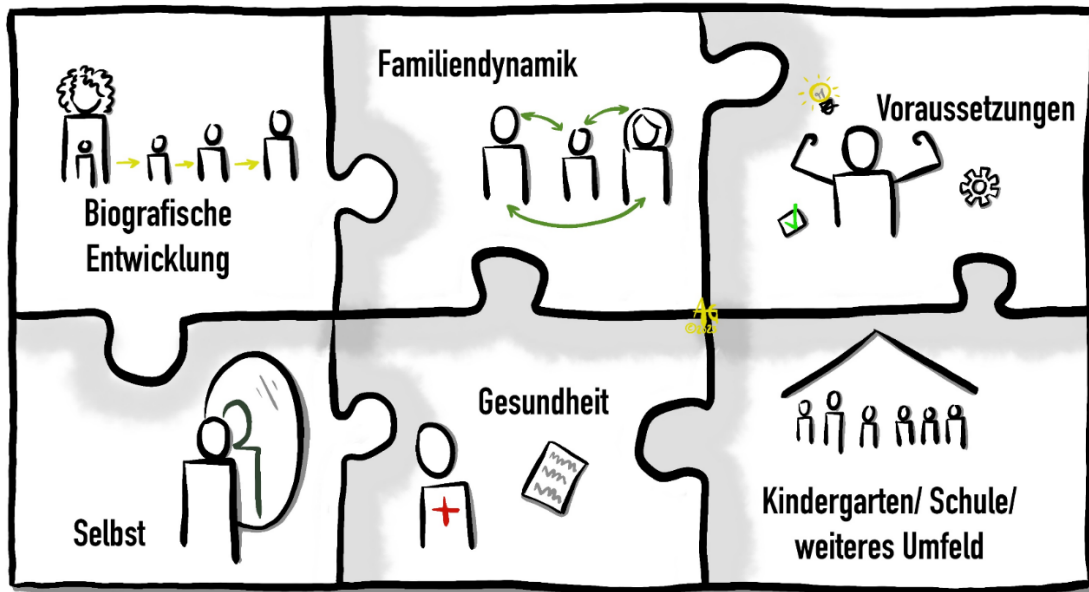 Familiendynamik
Voraussetzungen
Biografische
Entwicklung
Gesundheit
Selbst
Kindergarten/ Schule/
weiteres Umfeld